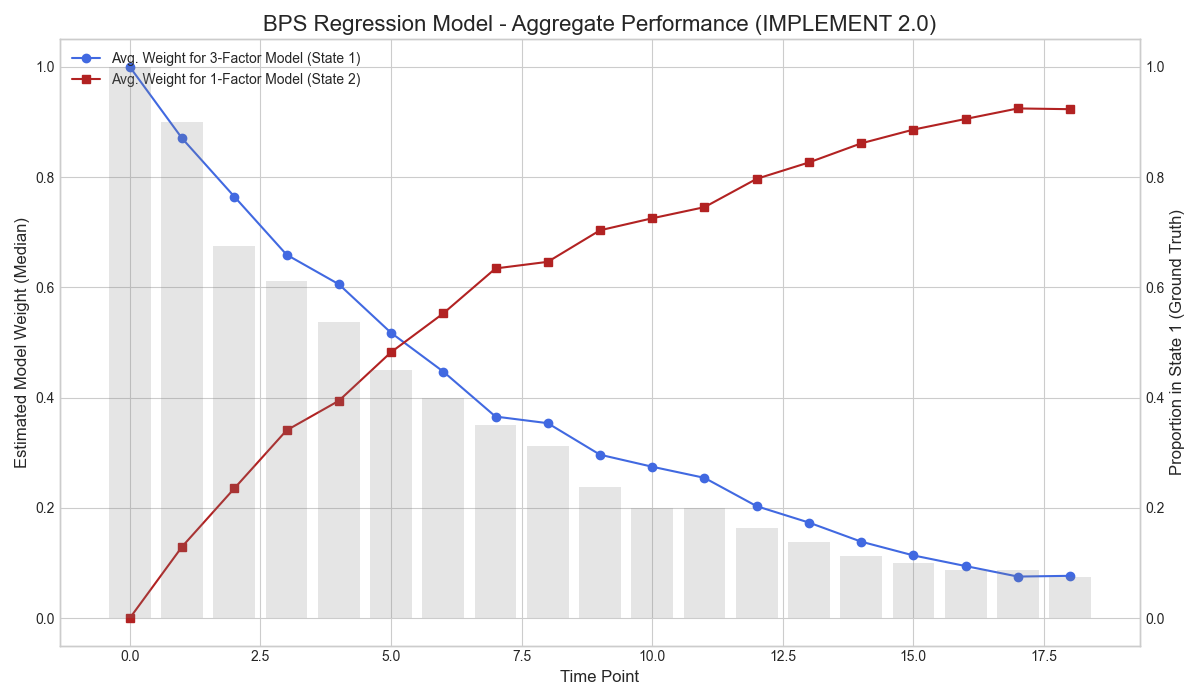 BPS Regression Model - Aggregate Performance (IMPLEMENT 2.0)
Avg. Weight for 3-Factor Model (State 1)
Avg. Weight for 1-Factor Model (State 2)
Estimated Model Weight (Median)
1.0
0.8
0.6
0.4
0.2
0.0
1.0
0.8
0.6
0.4
0.2
0.0
Proportion in State 1 (Ground Truth)
0.0 2.5 5.0 7.5 10.0 12.5 15.0 17.5
Time Point